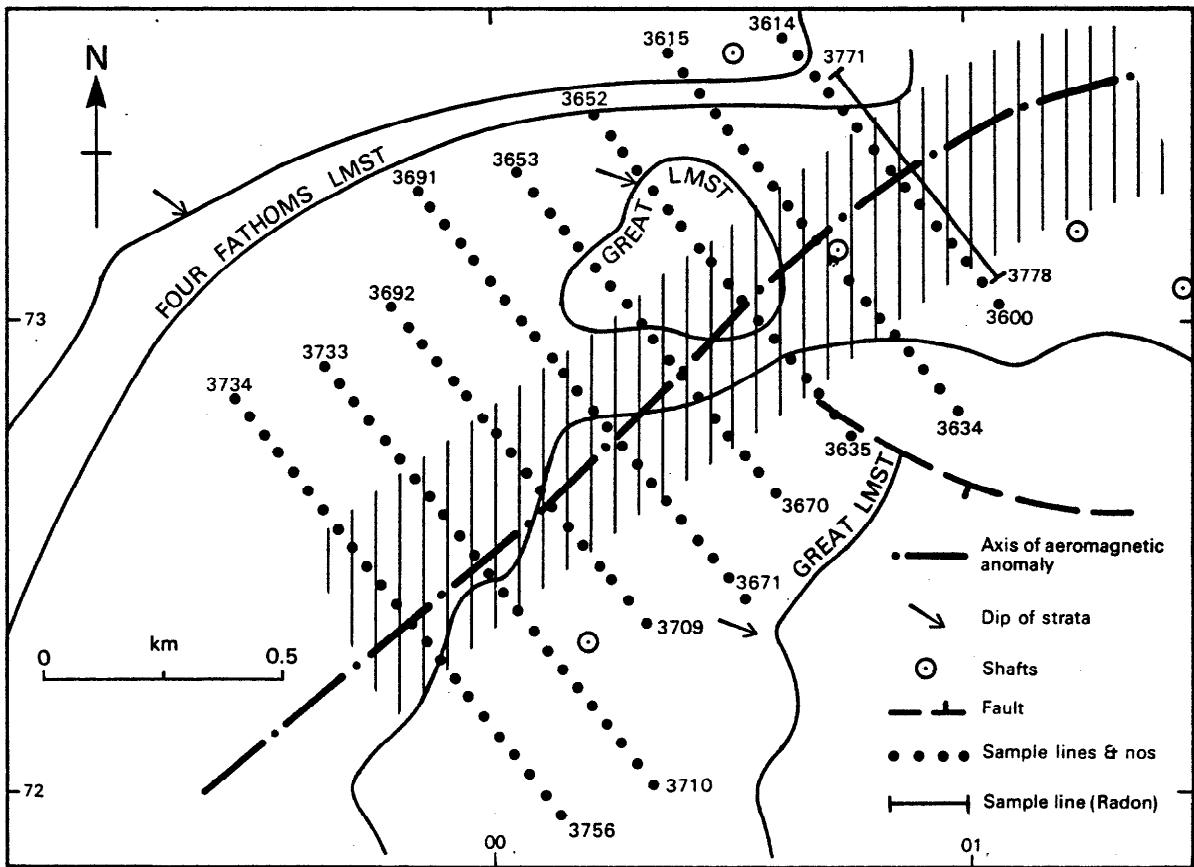 N
3614
3615
3771
3652
3653
3691
FOUR FATHOMS LMST
GREAT LMST
3692
3778
3600
73
3733
3734
3634
3635
3670
GREAT LMST
3671
3709
km
0 0.5
72
3710
3756
00
01
Axis of aeromagnetic
anomaly
Dip of strata
Shafts
Fault
Sample lines & nos
Sample line (Radon)